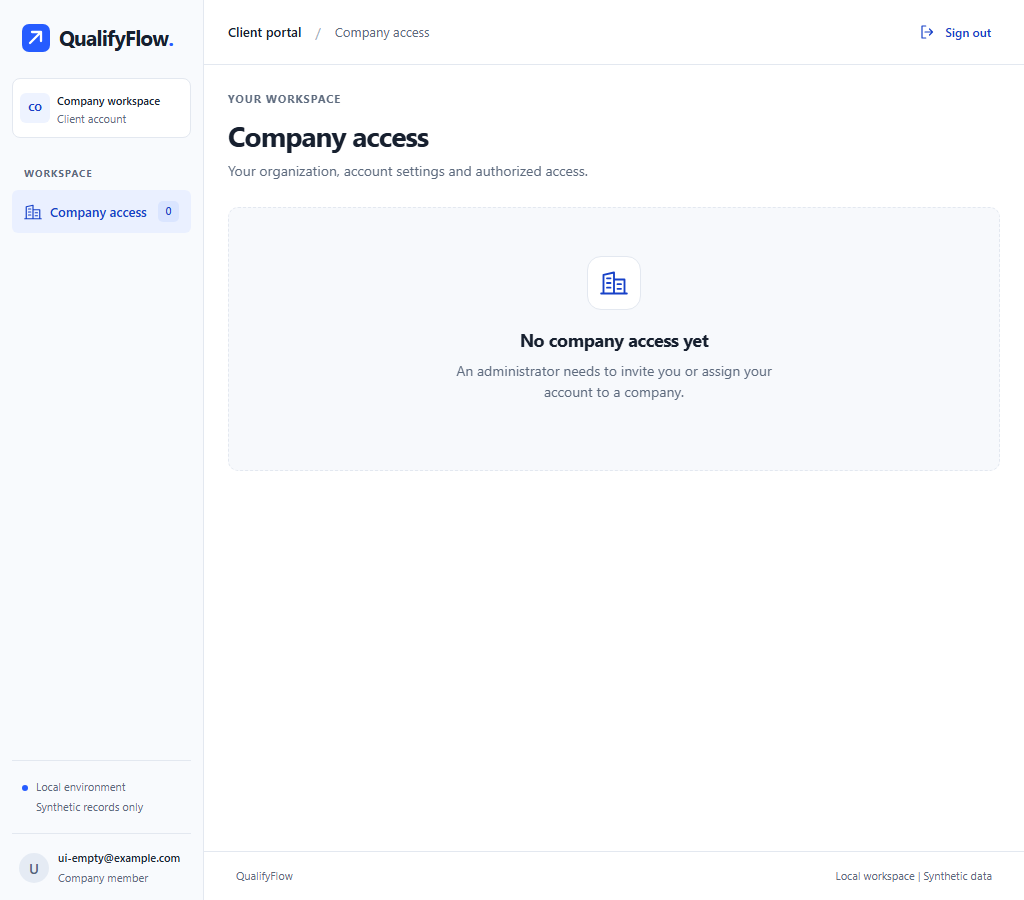 QualifyFlow.
CO
Company workspace
Client account
WORKSPACE
Company access 0
Local environment
Synthetic records only
U
ui-empty@example.com
Company member
Client portal / Company access
Sign out
YOUR WORKSPACE
Company access
Your organization, account settings and authorized access.
No company access yet
An administrator needs to invite you or assign your
account to a company.
QualifyFlow
Local workspace | Synthetic data